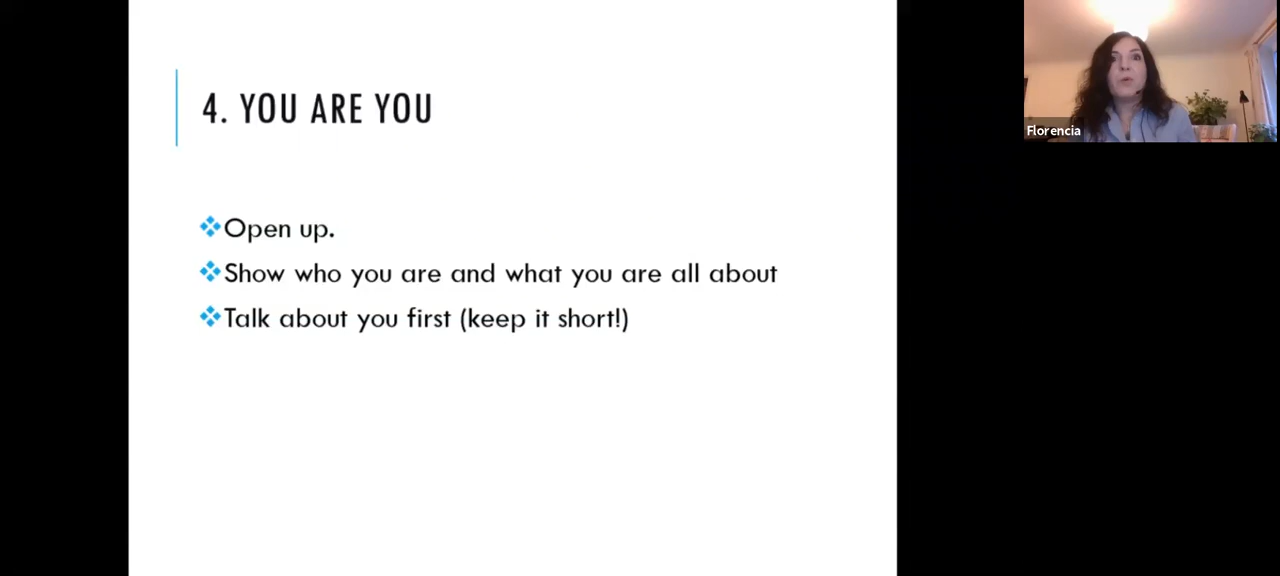 4. YOU ARE YOU
Open up.
Show who you are and what you are all about
Talk about you first (keep it short!)
Florencia